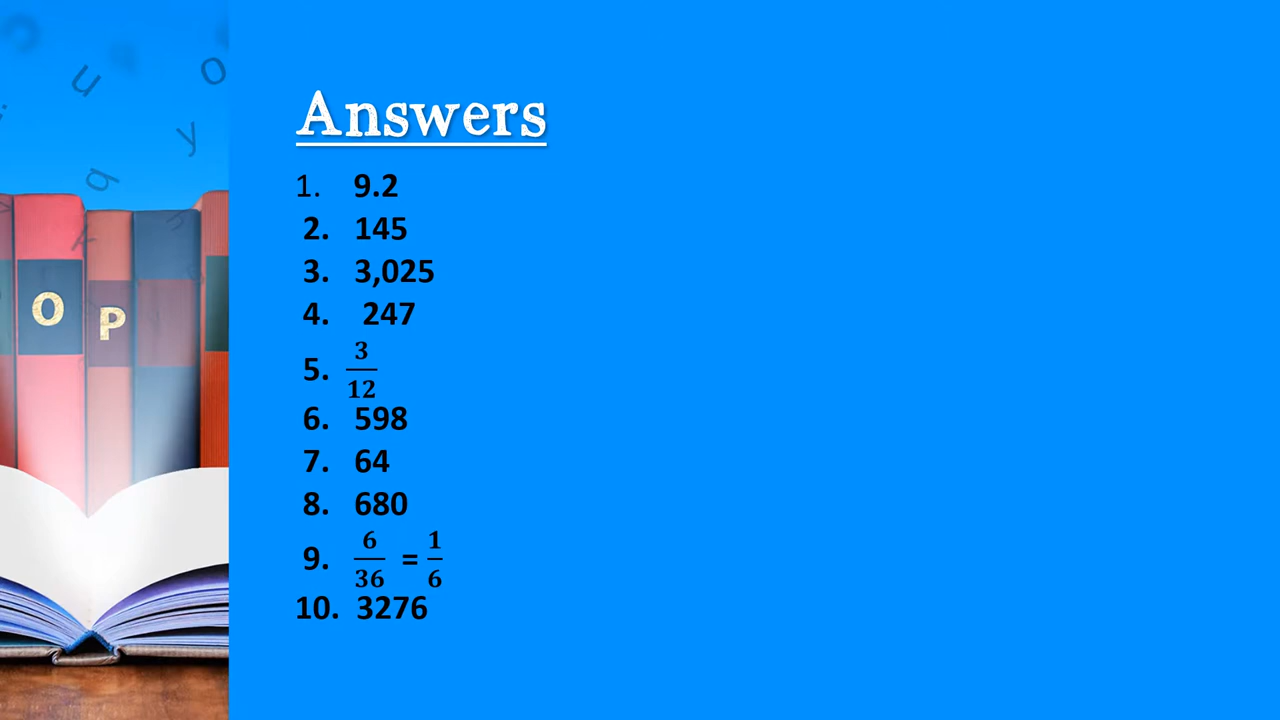 Answers
1. 9.2
2. 145
3. 3,025
4. 247
5. 3/12
6. 598
7. 64
8. 680
9. 6/36 = 1/6
10. 3276
u
o
y
q
k
h
O
P